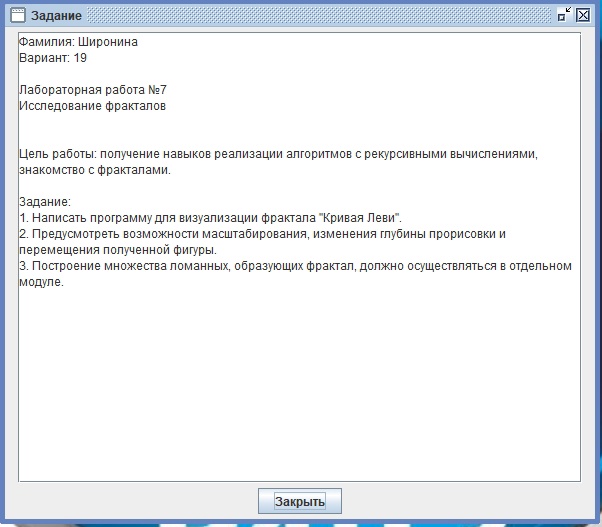 Задание
Фамилия: Широнина
Вариант: 19
Лабораторная работа №7
Исследование фракталов
Цель работы: получение навыков реализации алгоритмов с рекурсивными вычислениями,
знакомство с фракталами.
Задание:
1. Написать программу для визуализации фрактала "Кривая Леви".
2. Предусмотреть возможности масштабирования, изменения глубины прорисовки и
перемещения полученной фигуры.
3. Построение множества ломанных, образующих фрактал, должно осуществляться в отдельном
модуле.
Закрыть